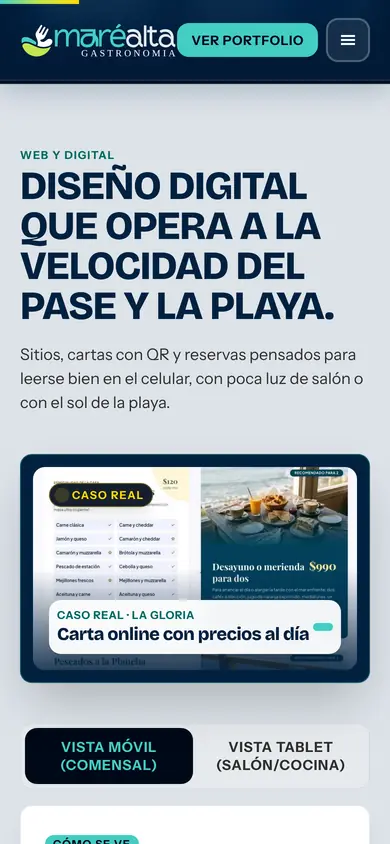 maréalta
GASTRONOMIA
VER PORTFOLIO
WEB Y DIGITAL
DISEÑO DIGITAL
QUE OPERA A LA
VELOCIDAD DEL
PASE Y LA PLAYA.
Sitios, cartas con QR y reservas pensados para
leerse bien en el celular, con poca luz de salón o
con el sol de la playa.
RECOMENDADO PARA 2
$120
CASO REAL
Carne clásica
Carne y cheddar
Jamón y queso
Camarón y cheddar
Camarón y muzzarella
Brótola y muzzarella
Pescado de estación
Cebolla y queso
Mejillones frescos
Mejillones y muzzarella
Aceituna y carne
Desayuno o merienda $990
para dos
CASO REAL · LA GLORIA
Carta online con precios al día
Pescados a la Plancha
VISTA MÓVIL
(COMENSAL)
VISTA TABLET
(SALÓN/COCINA)
CÓMO SE VE